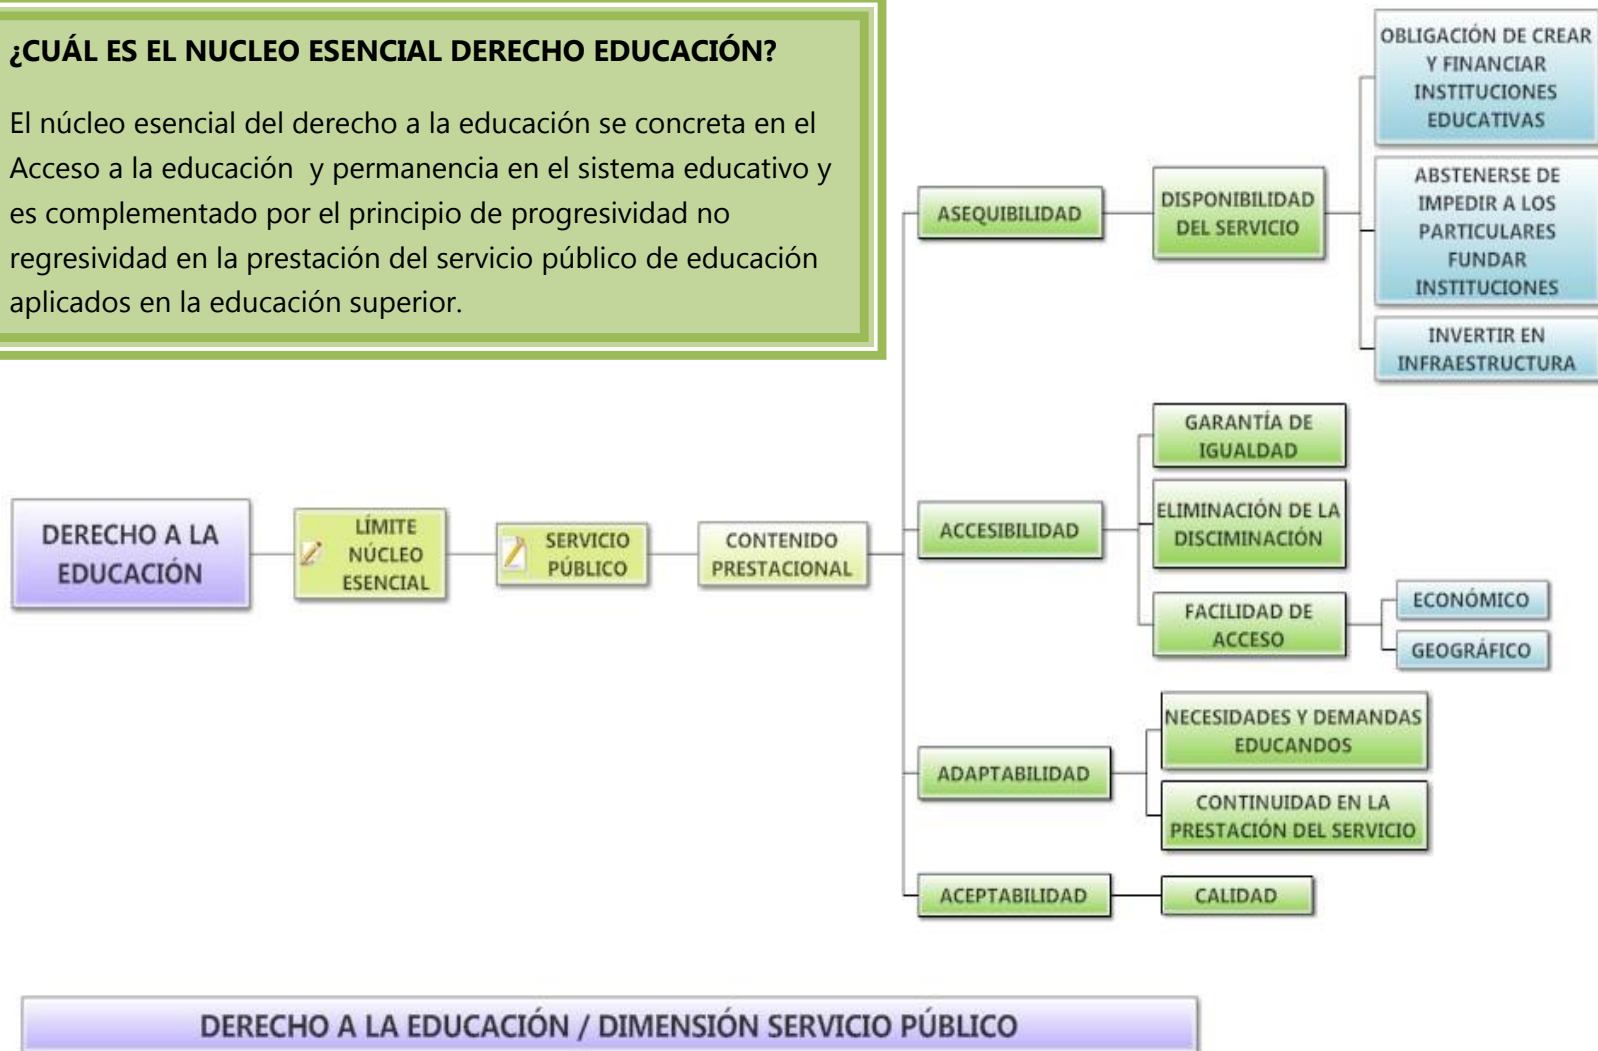 ¿CUÁL ES EL NUCLEO ESENCIAL DERECHO EDUCACIÓN?
El núcleo esencial del derecho a la educación se concreta en el
Acceso a la educación  y permanencia en el sistema educativo y
es complementado por el principio de progresividad no
regresividad en la prestación del servicio público de educación
aplicados en la educación superior.
DERECHO A LA
EDUCACIÓN
LÍMITE
NÚCLEO
ESENCIAL
SERVICIO
PÚBLICO
CONTENIDO
PRESTACIONAL
ASEQUIBILIDAD
DISPONIBILIDAD
DEL SERVICIO
OBLIGACIÓN DE CREAR
Y FINANCIAR
INSTITUCIONES
EDUCATIVAS
ABSTENERSE DE
IMPEDIR A LOS
PARTICULARES
FUNDAR
INSTITUCIONES
INVERTIR EN
INFRAESTRUCTURA
ACCESIBILIDAD
GARANTÍA DE
IGUALDAD
ELIMINACIÓN DE LA
DISCIMINACIÓN
FACILIDAD DE
ACCESO
ECONÓMICO
GEOGRÁFICO
ADAPTABILIDAD
NECESIDADES Y DEMANDAS
EDUCANDOS
CONTINUIDAD EN LA
PRESTACIÓN DEL SERVICIO
ACEPTABILIDAD
CALIDAD
DERECHO A LA EDUCACIÓN / DIMENSIÓN SERVICIO PÚBLICO